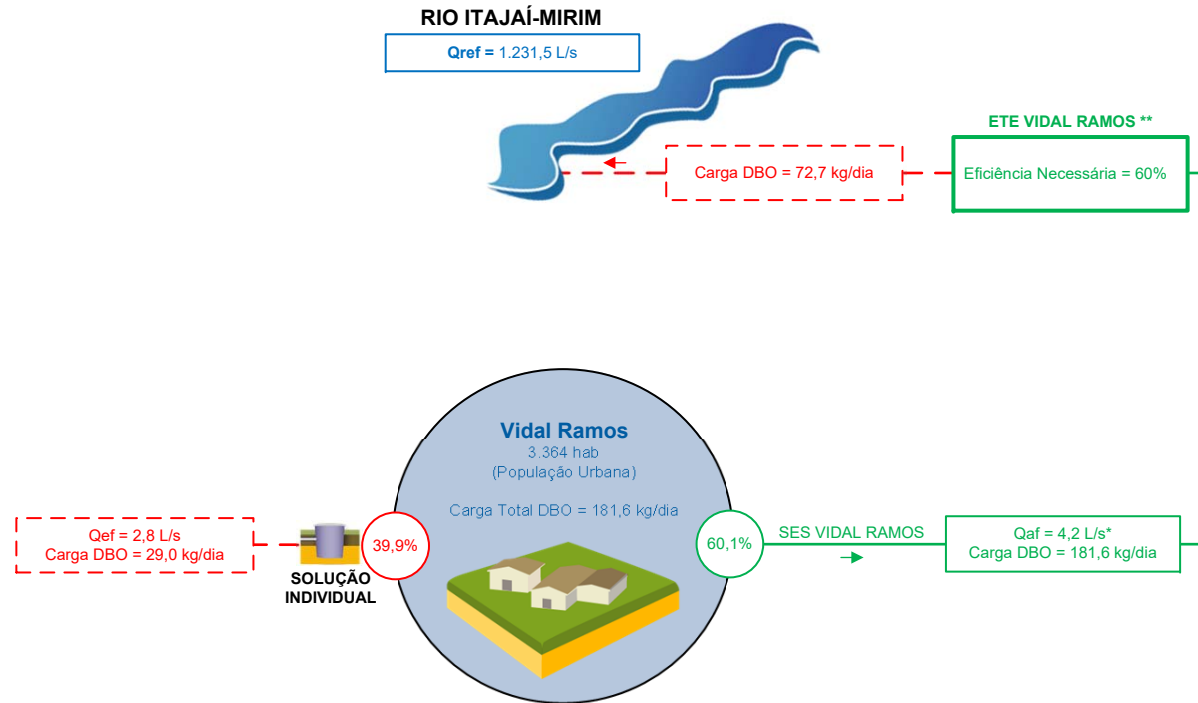 RIO ITAJAÍ-MIRIM
Qref = 1.231,5 L/s
ETE VIDAL RAMOS **
Carga DBO = 72,7 kg/dia
Eficiência Necessária = 60%
Vidal Ramos
3.364 hab
(População Urbana)
Carga Total DBO = 181,6 kg/dia
Qef = 2,8 L/s
Carga DBO = 29,0 kg/dia
SOLUÇÃO
INDIVIDUAL
39,9%
60,1%
SES VIDAL RAMOS
Qaf = 4,2 L/s*
Carga DBO = 181,6 kg/dia